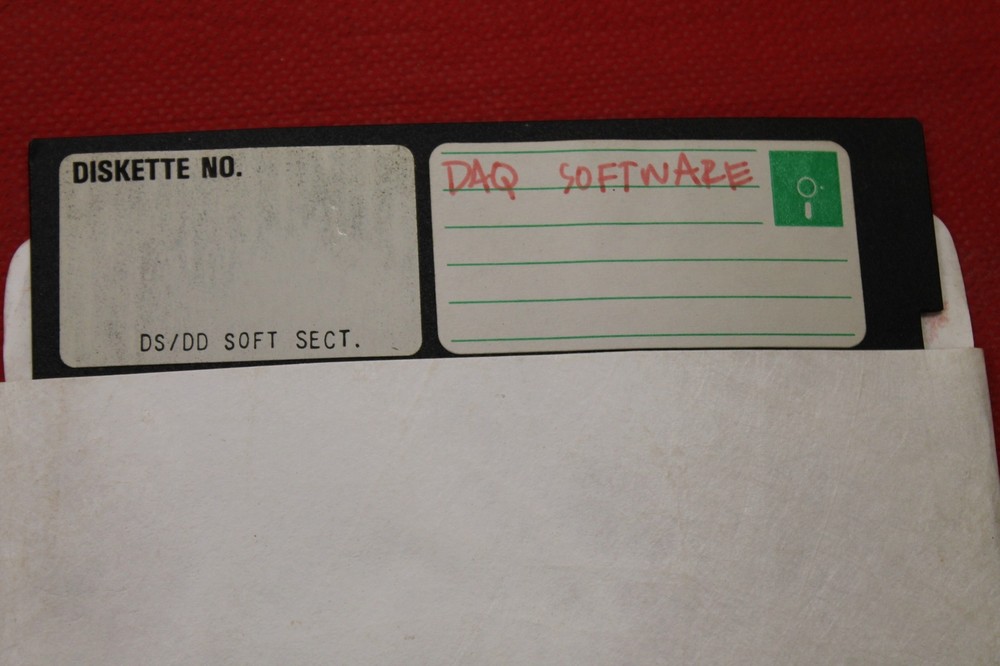 DISKETTE NO.
DS/DD SOFT SECT.
DAQ SOFTWARE